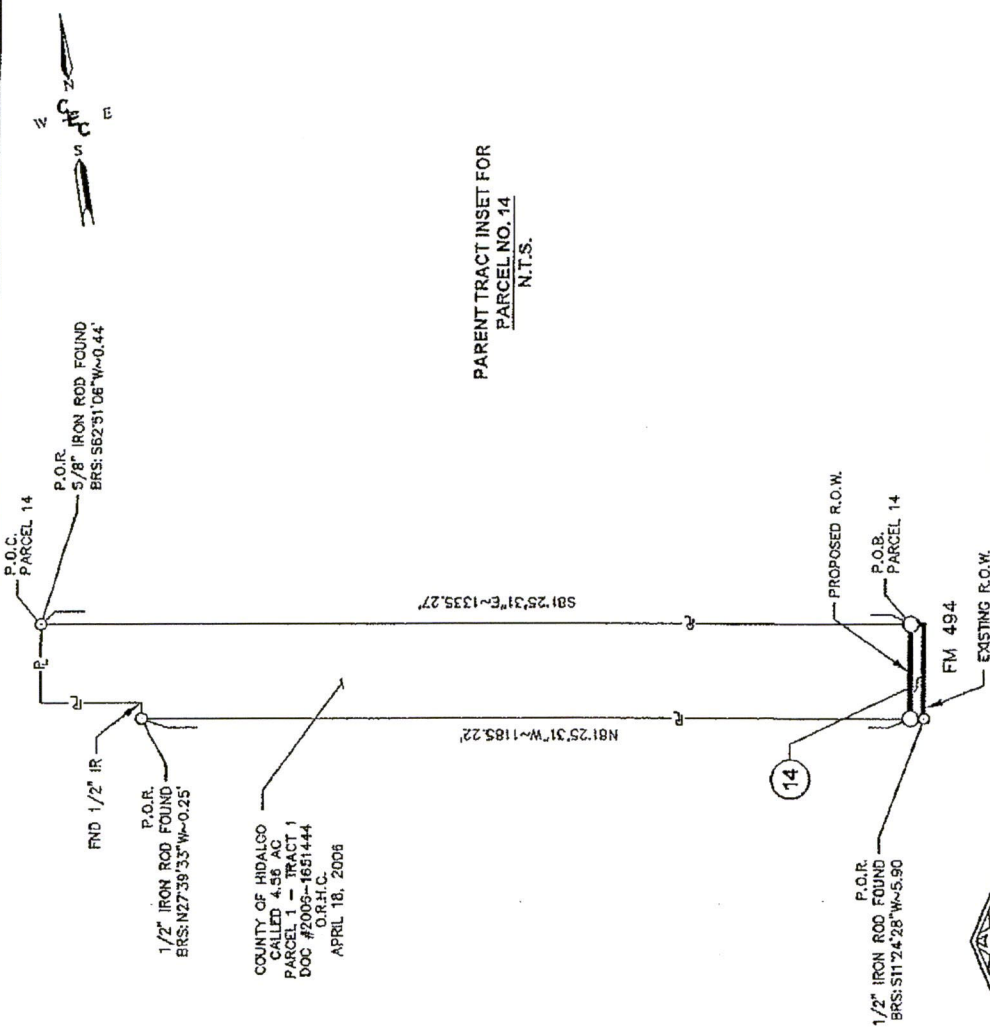 N
W
CEC
E
S
P.O.C.
PARCEL 14
P.O.R.
5/8" IRON ROD FOUND
BRS: S62°51'06"W~0.44'
PL
PL
FND 1/2" IR
P.O.R.
1/2" IRON ROD FOUND
BRS: N27°39'33"W~0.25'
PARENT TRACT INSET FOR
PARCEL NO. 14
N.T.S.
COUNTY OF HIDALGO
CALLED 4.56 AC
PARCEL 1 - TRACT 1
DOC #2006-1651444
O.R.H.C.
APRIL 18, 2006
S81°25'31"E~1335.27'
PL
N81°25'31"W~1185.22'
PL
PROPOSED R.O.W.
P.O.B.
PARCEL 14
14
FM 494
EXISTING R.O.W.
P.O.R.
1/2" IRON ROD FOUND
BRS: S11°24'28"W~5.90